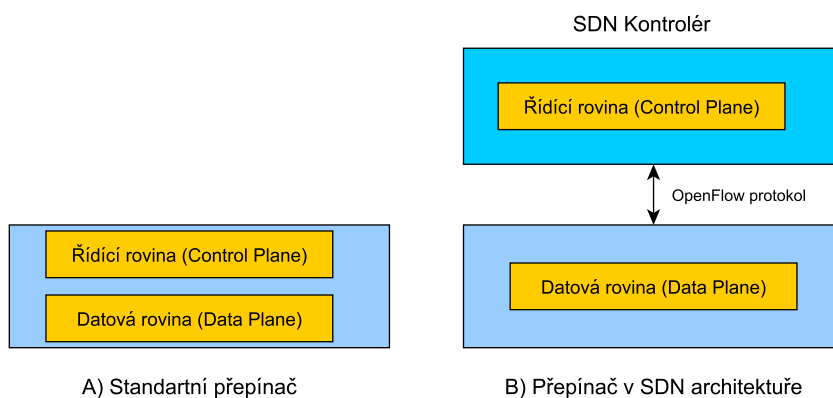 SDN Kontrolér
Řídící rovina (Control Plane)
OpenFlow protokol
Řídící rovina (Control Plane)
Datová rovina (Data Plane)
Datová rovina (Data Plane)
A) Standartní přepínač
B) Přepínač v SDN architektuře